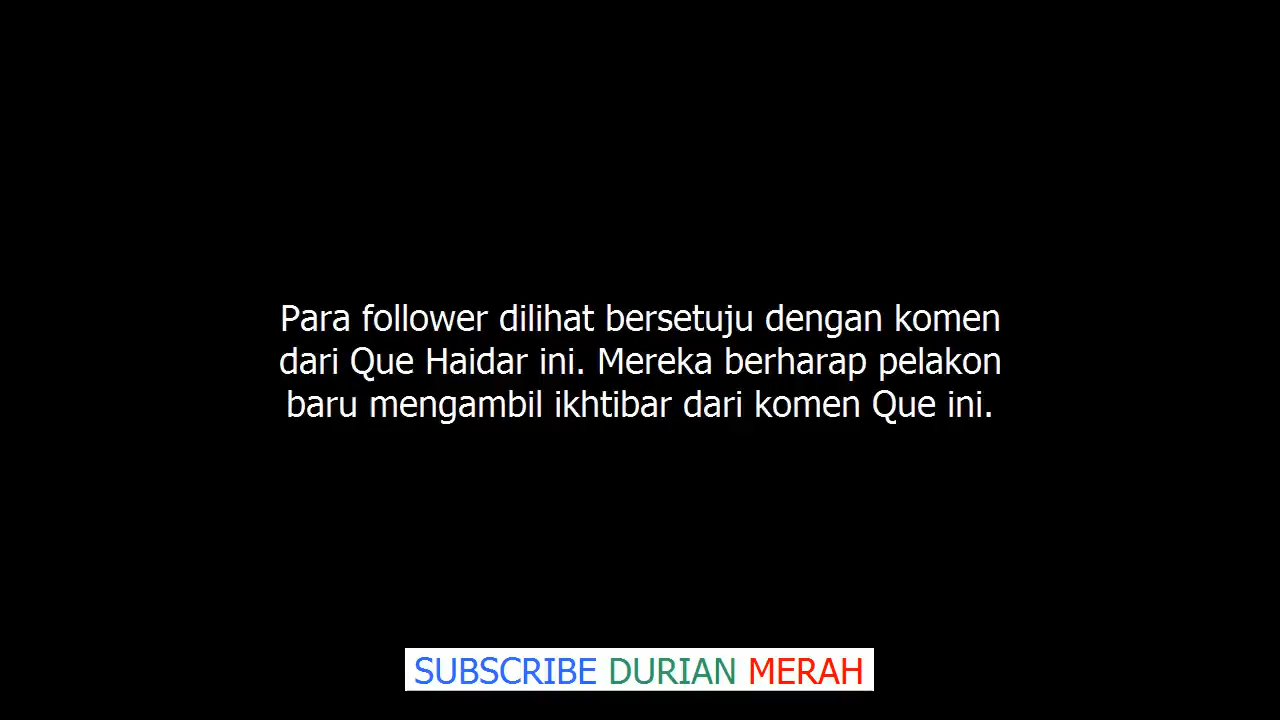 Para follower dilihat bersetuju dengan komen
dari Que Haidar ini. Mereka berharap pelakon
baru mengambil ikhtibar dari komen Que ini.
SUBSCRIBE DURIAN MERAH